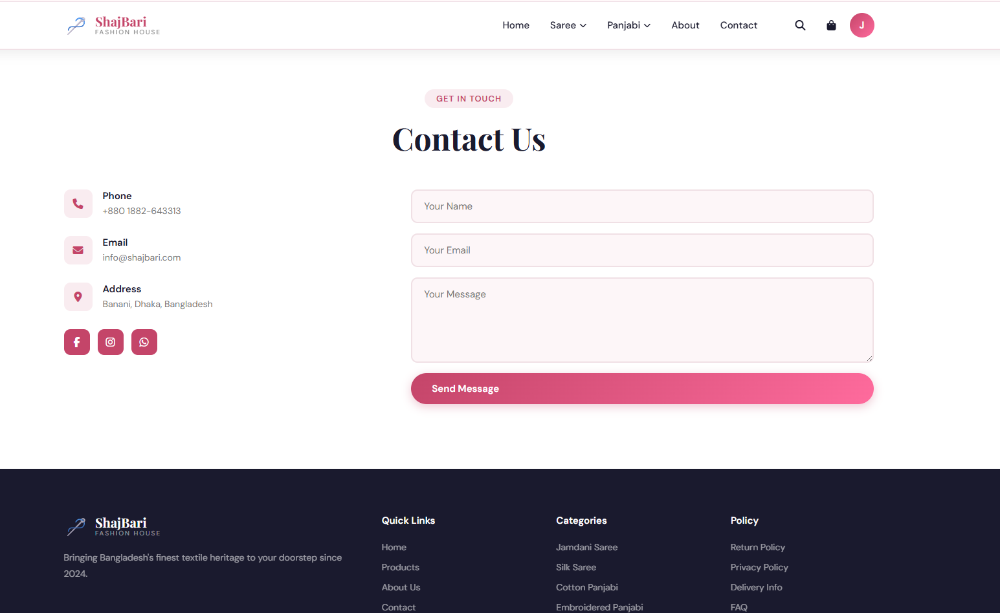 ShajBari
FASHION HOUSE
Home
Saree
Panjabi
About
Contact
J
GET IN TOUCH
Contact Us
Phone
+880 1882-643313
Email
info@shajbari.com
Address
Banani, Dhaka, Bangladesh
Your Name
Your Email
Your Message
Send Message
ShajBari
FASHION HOUSE
Bringing Bangladesh's finest textile heritage to your doorstep since
2024.
Quick Links
Home
Products
About Us
Contact
Categories
Jamdani Saree
Silk Saree
Cotton Panjabi
Embroidered Panjabi
Policy
Return Policy
Privacy Policy
Delivery Info
FAQ